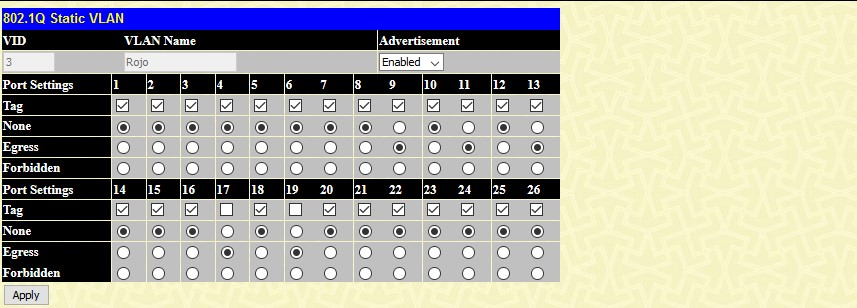 802.1Q Static VLAN
VID VLAN Name Advertisement
3 Rojo Enabled
Port Settings 1 2 3 4 5 6 7 8 9 10 11 12 13
Tag
None
Egress
Forbidden
Port Settings 14 15 16 17 18 19 20 21 22 23 24 25 26
Tag
None
Egress
Forbidden
Apply